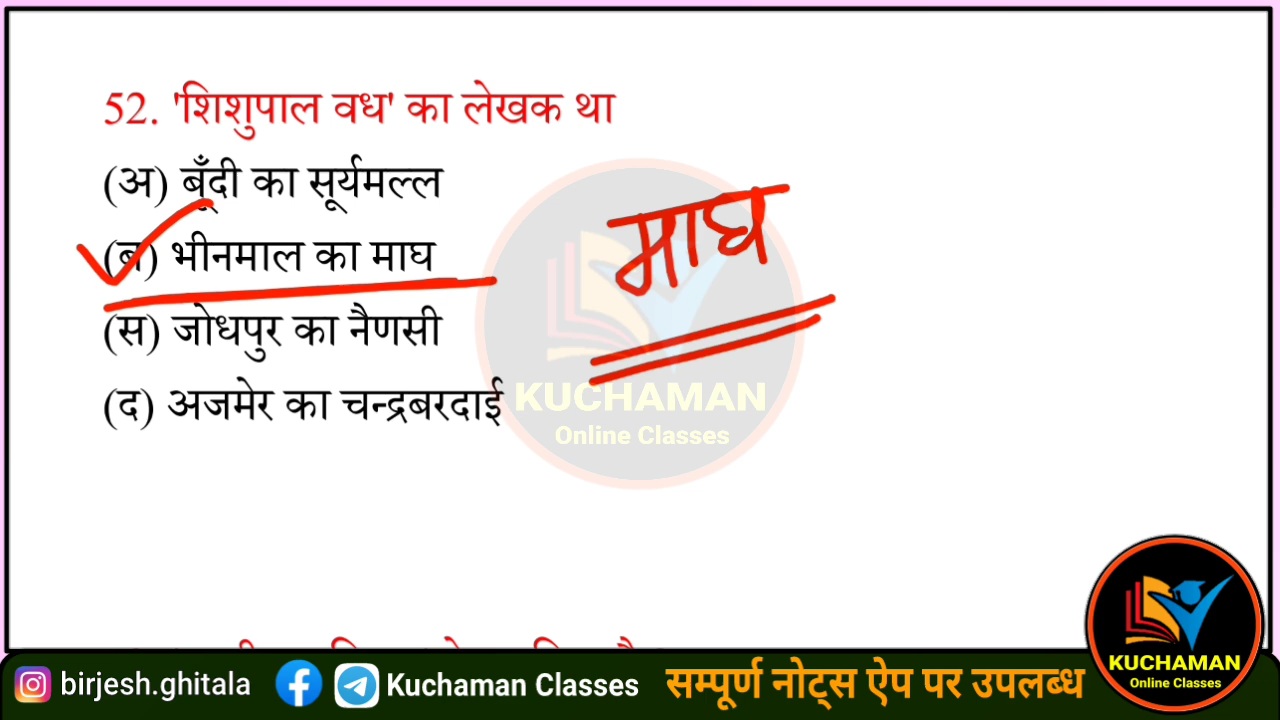 52. 'शिशुपाल वध' का लेखक था
(अ) बूँदी का सूर्यमल्ल
(ब) भीनमाल का माघ
माघ
(स) जोधपुर का नैणसी
(द) अजमेर का चन्द्रबरदाई
KUCHAMAN
Online Classes
KUCHAMAN
Online Classes
birjesh.ghitala
Kuchaman Classes
सम्पूर्ण नोट्स ऐप पर उपलब्ध